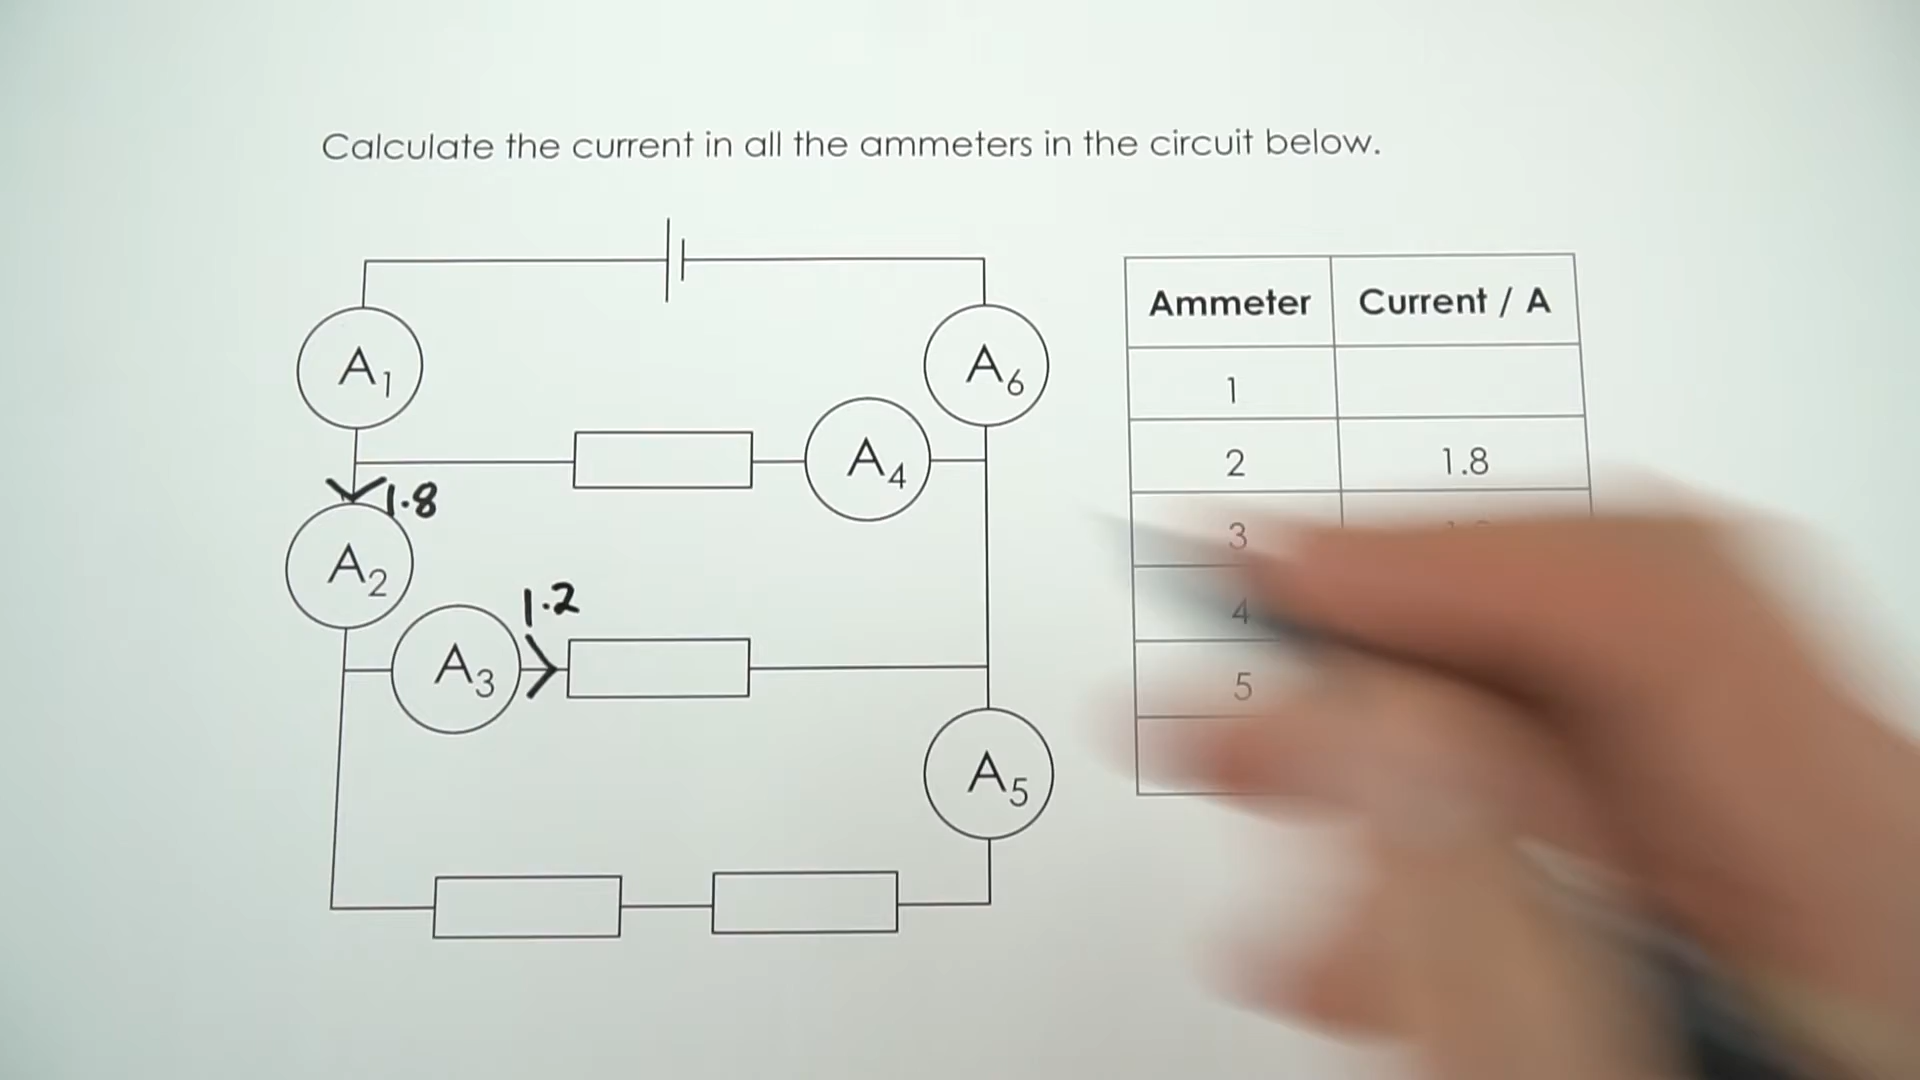 Calculate the current in all the ammeters in the circuit below.
A1
A6
A4
1.8
A2
1.2
A3
A5
Ammeter Current / A
1
2 1.8
3
4
5